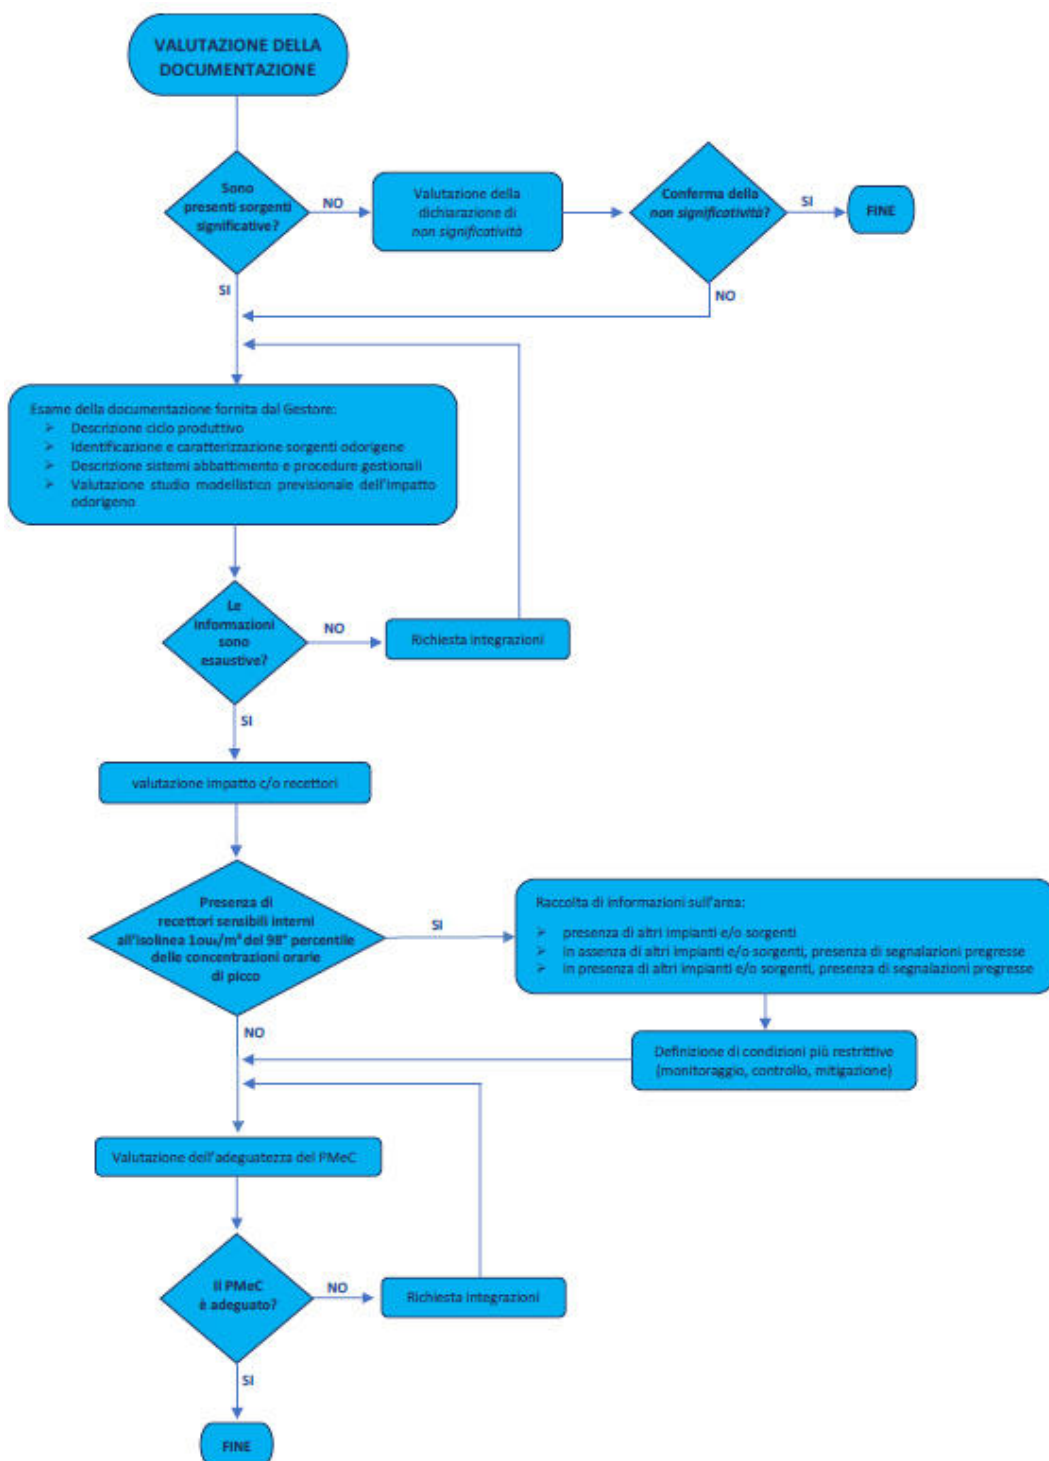 VALUTAZIONE DELLA
DOCUMENTAZIONE
Sono
presenti sorgenti
significative?
NO
Valutazione della
dichiarazione di
non significatività
Conferma della
non significatività?
SI
FINE
SI
NO
Esame della documentazione fornita dal Gestore:
➢ Descrizione ciclo produttivo
➢ Identificazione e caratterizzazione sorgenti odorigene
➢ Descrizione sistemi abbattimento e procedure gestionali
➢ Valutazione studio modellistico previsionale dell'impatto
odorigeno
Le
informazioni
sono
esaustive?
NO
Richiesta integrazioni
SI
valutazione impatto c/o recettori
Presenza di
recettori sensibili interni
all'isolinea 1ouᴇ/m³ del 98° percentile
delle concentrazioni orarie
di picco
SI
Raccolta di informazioni sull'area:
➢ presenza di altri impianti e/o sorgenti
➢ in assenza di altri impianti e/o sorgenti, presenza di segnalazioni pregresse
➢ in presenza di altri impianti e/o sorgenti, presenza di segnalazioni pregresse
NO
Definizione di condizioni più restrittive
(monitoraggio, controllo, mitigazione)
Valutazione dell'adeguatezza del PMeC
Il PMeC
è adeguato?
NO
Richiesta integrazioni
SI
FINE